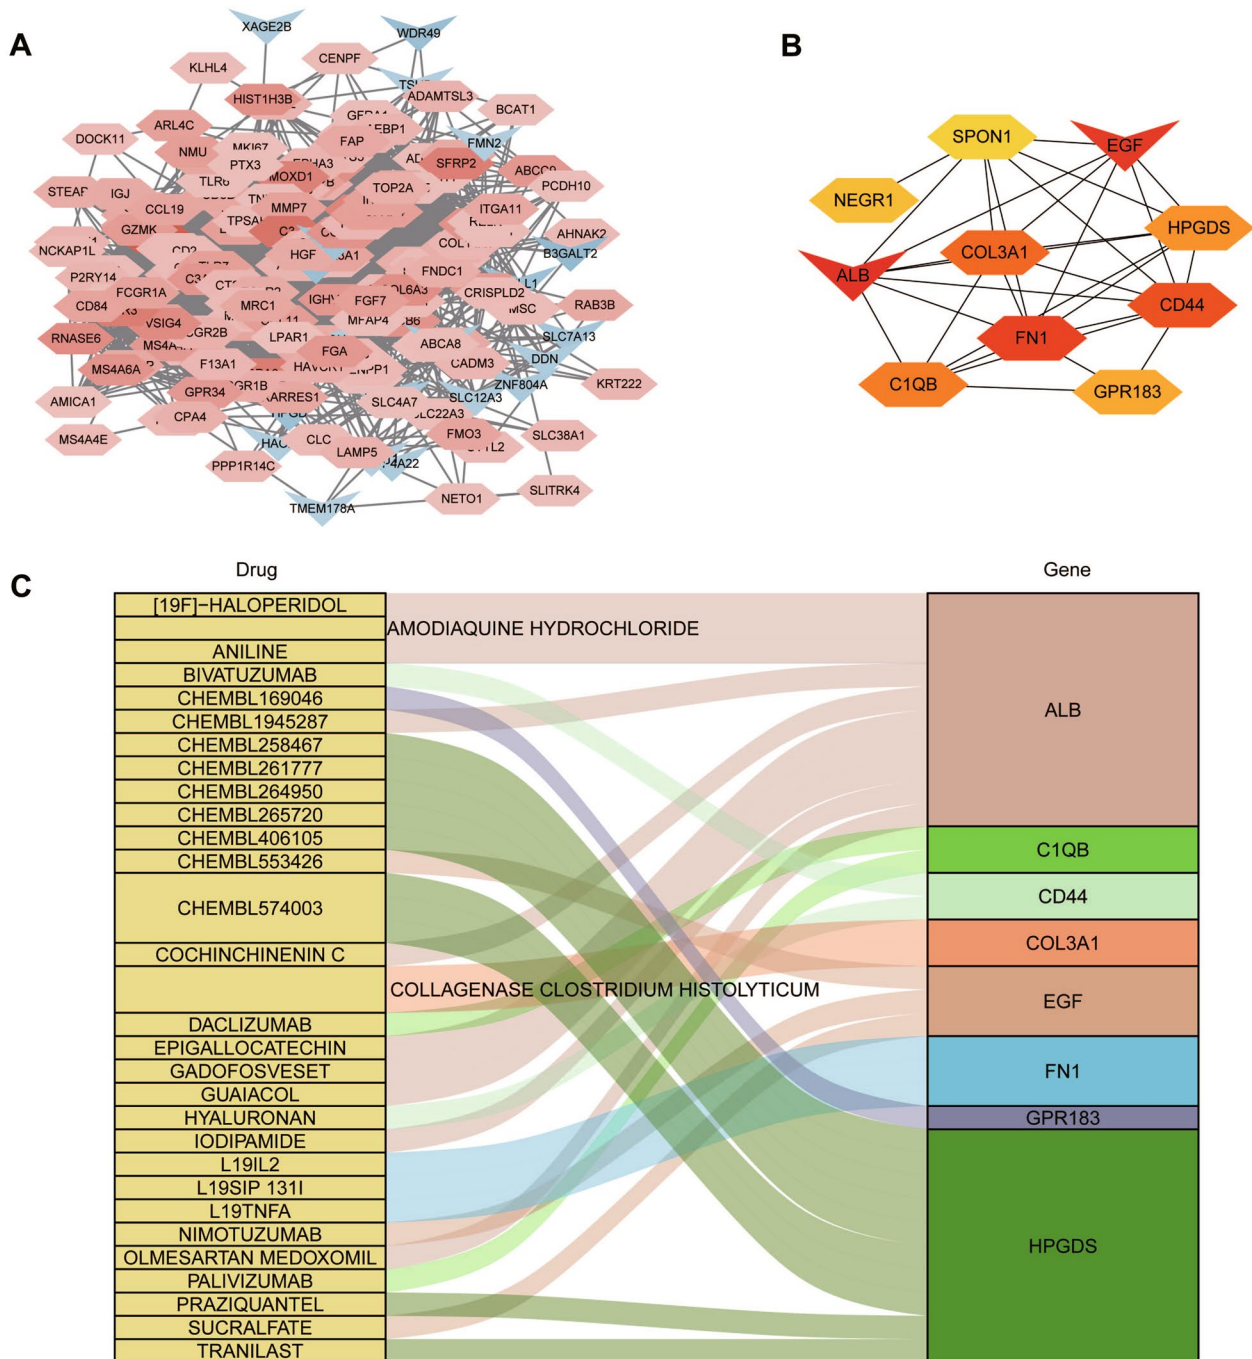 A
XAGE2B
WDR49
KLHL4
CENPF
HIST1H3B
ADAMTSL3
BCAT1
DOCK11
ARL4C
NMU
MKI67
PTX3
FAP
FMN2
SFRP2
TLR6
MOXD1
TOP2A
PCDH10
IGJ
CCL19
MMP7
ITGA11
GZMK
AHNAK2
NCKAP1L
CD2
HGF
B3GALT2
P2RY14
FNDC1
FCGR1A
CD84
MRC1
FGF7
CRISPLD2
MSC
RAB3B
VSIG4
MFAP4
RNASE6
LPAR1
SLC7A13
ABCA8
DDN
MS4A6A
F13A1
FGA
CADM3
ZNF804A
KRT222
GPR34
AMICA1
CPA4
SLC4A7
SLC12A3
SLC22A3
MS4A4E
CLC
LAMP5
FMO3
SLC38A1
PPP1R14C
TMEM178A
NETO1
SLITRK4
B
SPON1
EGF
NEGR1
HPGDS
COL3A1
ALB
CD44
FN1
C1QB
GPR183
C
Drug
Gene
[19F]−HALOPERIDOL
AMODIAQUINE HYDROCHLORIDE
ANILINE
BIVATUZUMAB
CHEMBL169046
CHEMBL1945287
CHEMBL258467
CHEMBL261777
CHEMBL264950
CHEMBL265720
CHEMBL406105
CHEMBL553426
CHEMBL574003
COCHINCHINENIN C
COLLAGENASE CLOSTRIDIUM HISTOLYTICUM
DACLIZUMAB
EPIGALLOCATECHIN
GADOFOSVESET
GUAIACOL
HYALURONAN
IODIPAMIDE
L19IL2
L19SIP 131I
L19TNFA
NIMOTUZUMAB
OLMESARTAN MEDOXOMIL
PALIVIZUMAB
PRAZIQUANTEL
SUCRALFATE
TRANILAST
ALB
C1QB
CD44
COL3A1
EGF
FN1
GPR183
HPGDS